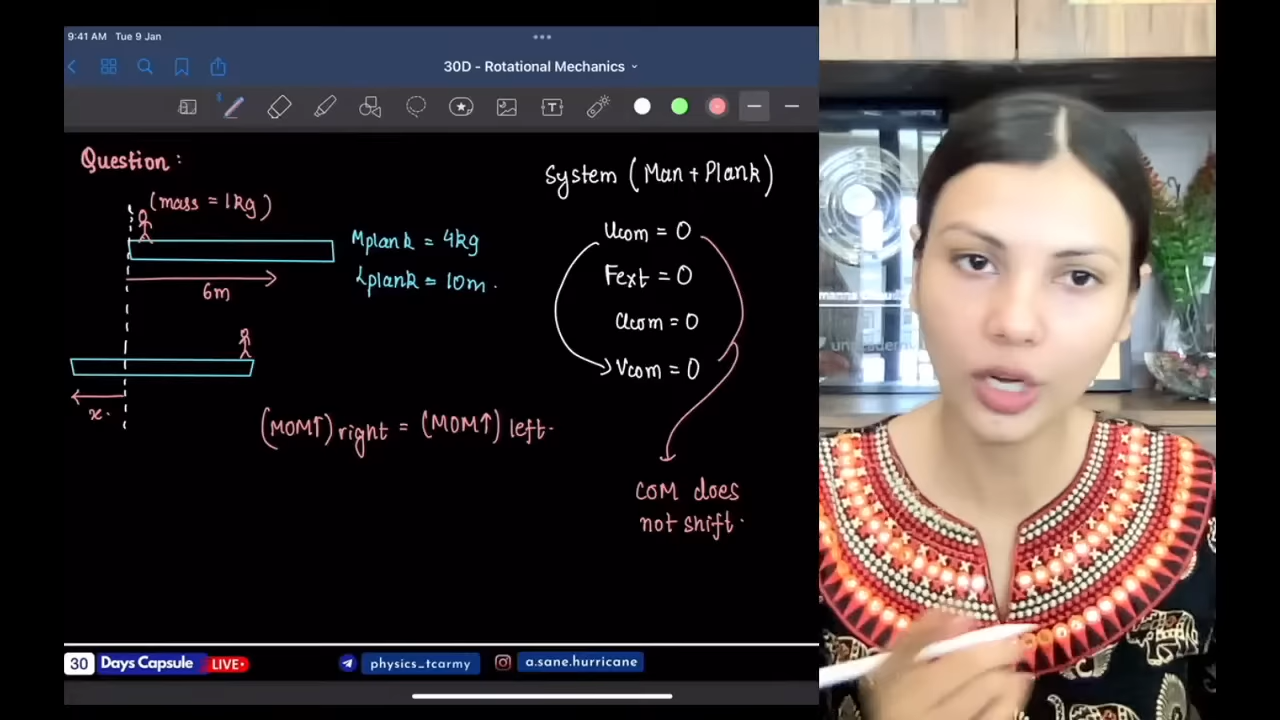 9:41 AM Tue 9 Jan
30D - Rotational Mechanics
Question:
(mass = 1kg)
Mplank = 4kg
Lplank = 10m.
6m
x.
(MOM↑) right = (MOM↑) left.
System (Man + Plank)
Ucom = 0
Fext = 0
acom = 0
Vcom = 0
COM does
not shift.
30 Days Capsule LIVE
physics_tcarmy
a.sane.hurricane